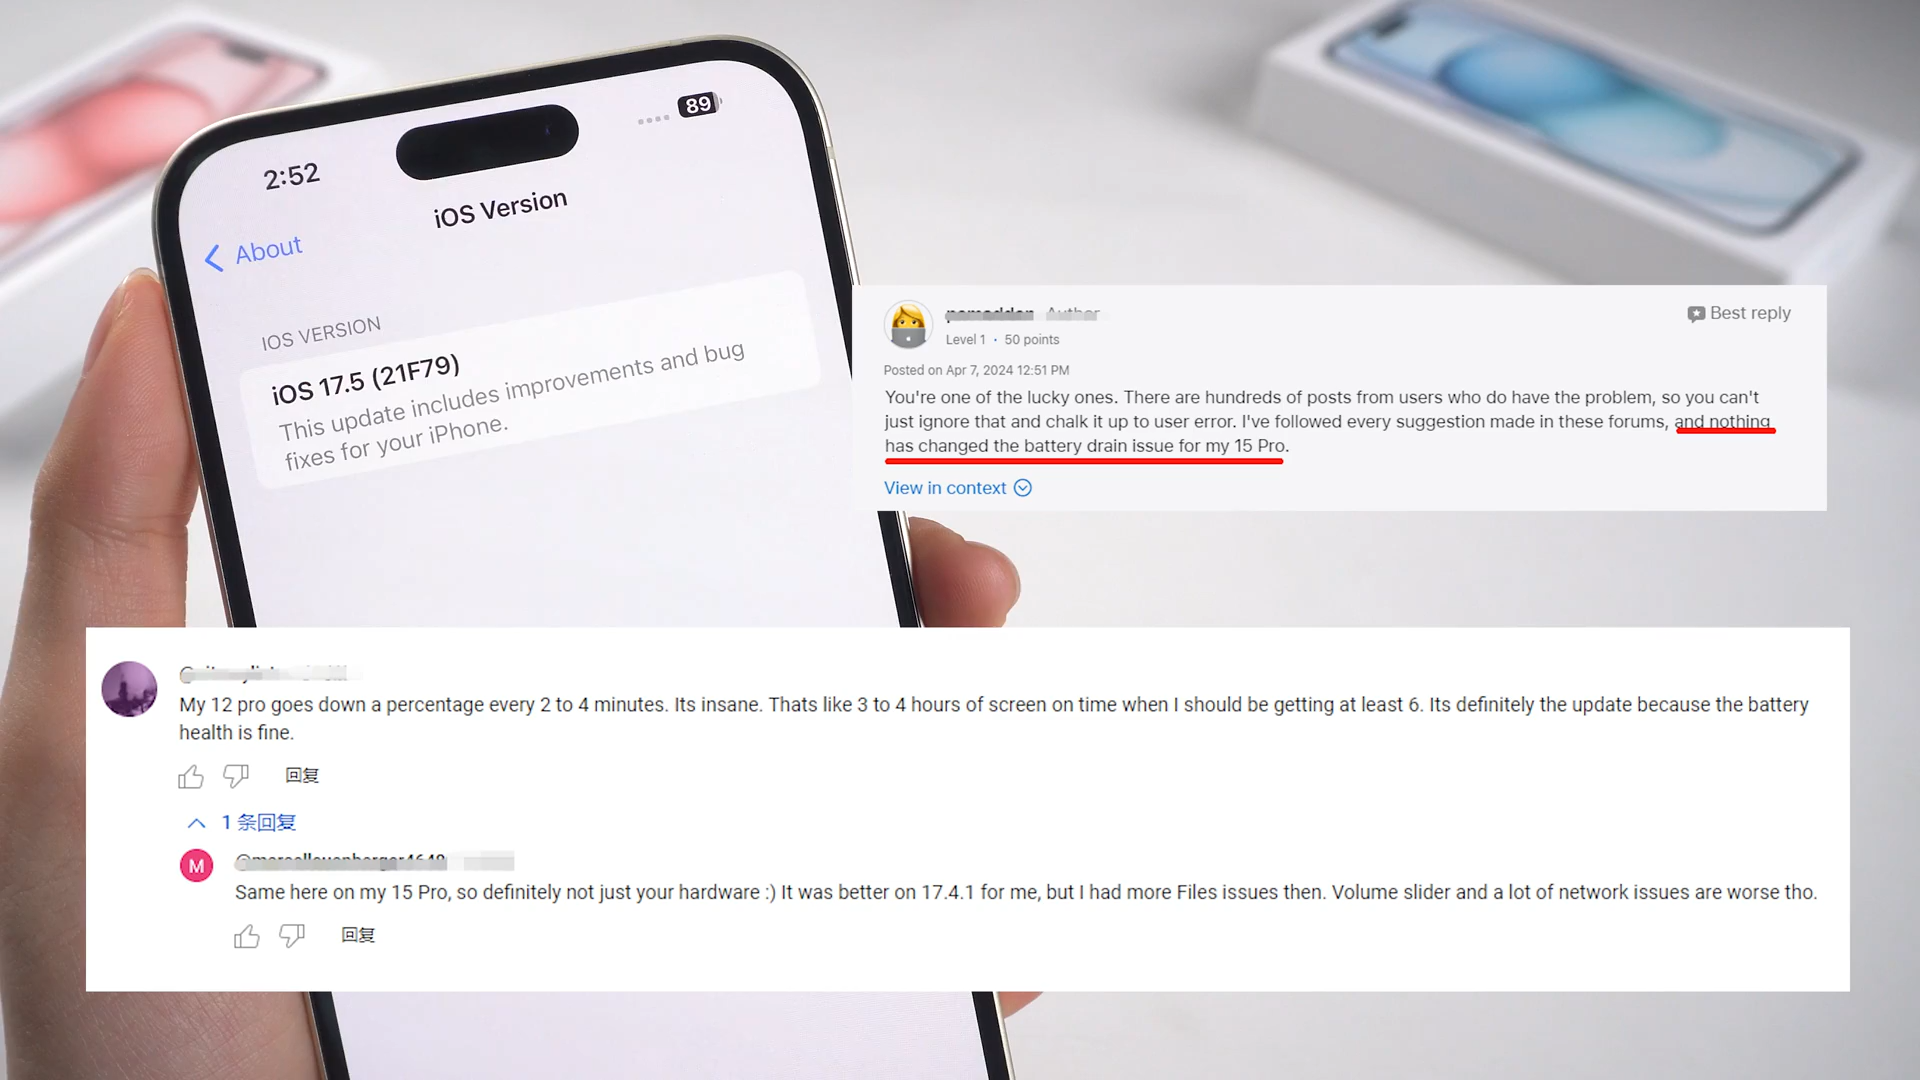 2:52
89
iOS Version
About
IOS VERSION
iOS 17.5 (21F79)
This update includes improvements and bug
fixes for your iPhone.
Author
Best reply
Level 1 • 50 points
Posted on Apr 7, 2024 12:51 PM
You're one of the lucky ones. There are hundreds of posts from users who do have the problem, so you can't
just ignore that and chalk it up to user error. I've followed every suggestion made in these forums, and nothing
has changed the battery drain issue for my 15 Pro.
View in context
My 12 pro goes down a percentage every 2 to 4 minutes. Its insane. Thats like 3 to 4 hours of screen on time when I should be getting at least 6. Its definitely the update because the battery
health is fine.
回复
1 条回复
M
Same here on my 15 Pro, so definitely not just your hardware :) It was better on 17.4.1 for me, but I had more Files issues then. Volume slider and a lot of network issues are worse tho.
回复